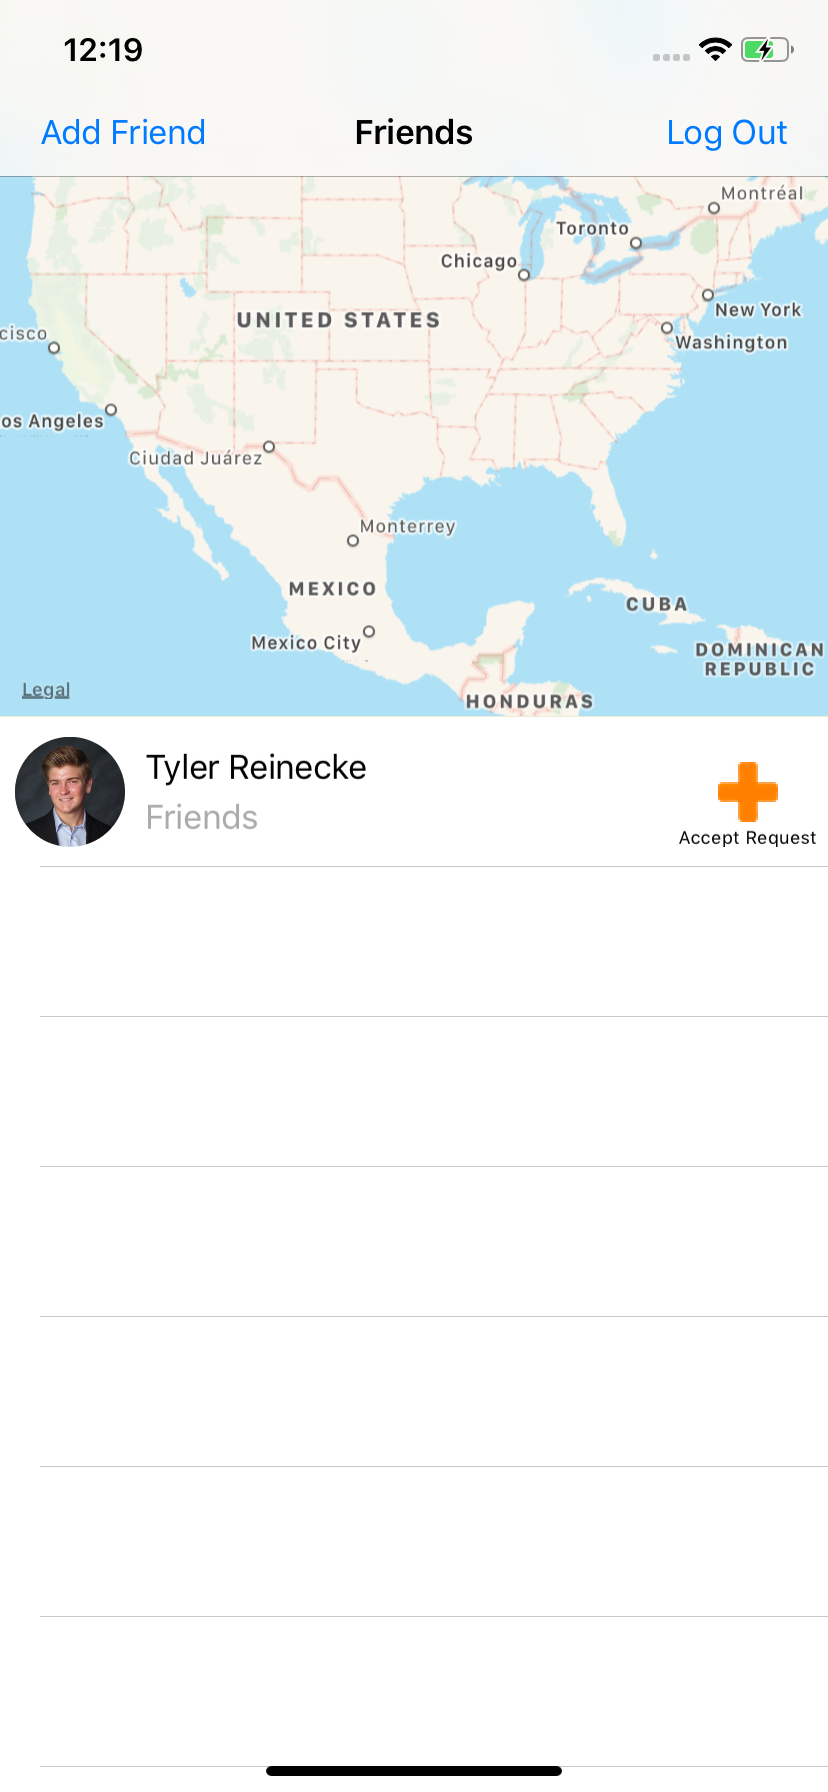 12:19
Add Friend
Friends
Log Out
Montréal
Toronto
Chicago
UNITED STATES
New York
cisco
Washington
os Angeles
Ciudad Juárez
Monterrey
MEXICO
CUBA
Mexico City
DOMINICAN
REPUBLIC
Legal
HONDURAS
Tyler Reinecke
Friends
Accept Request